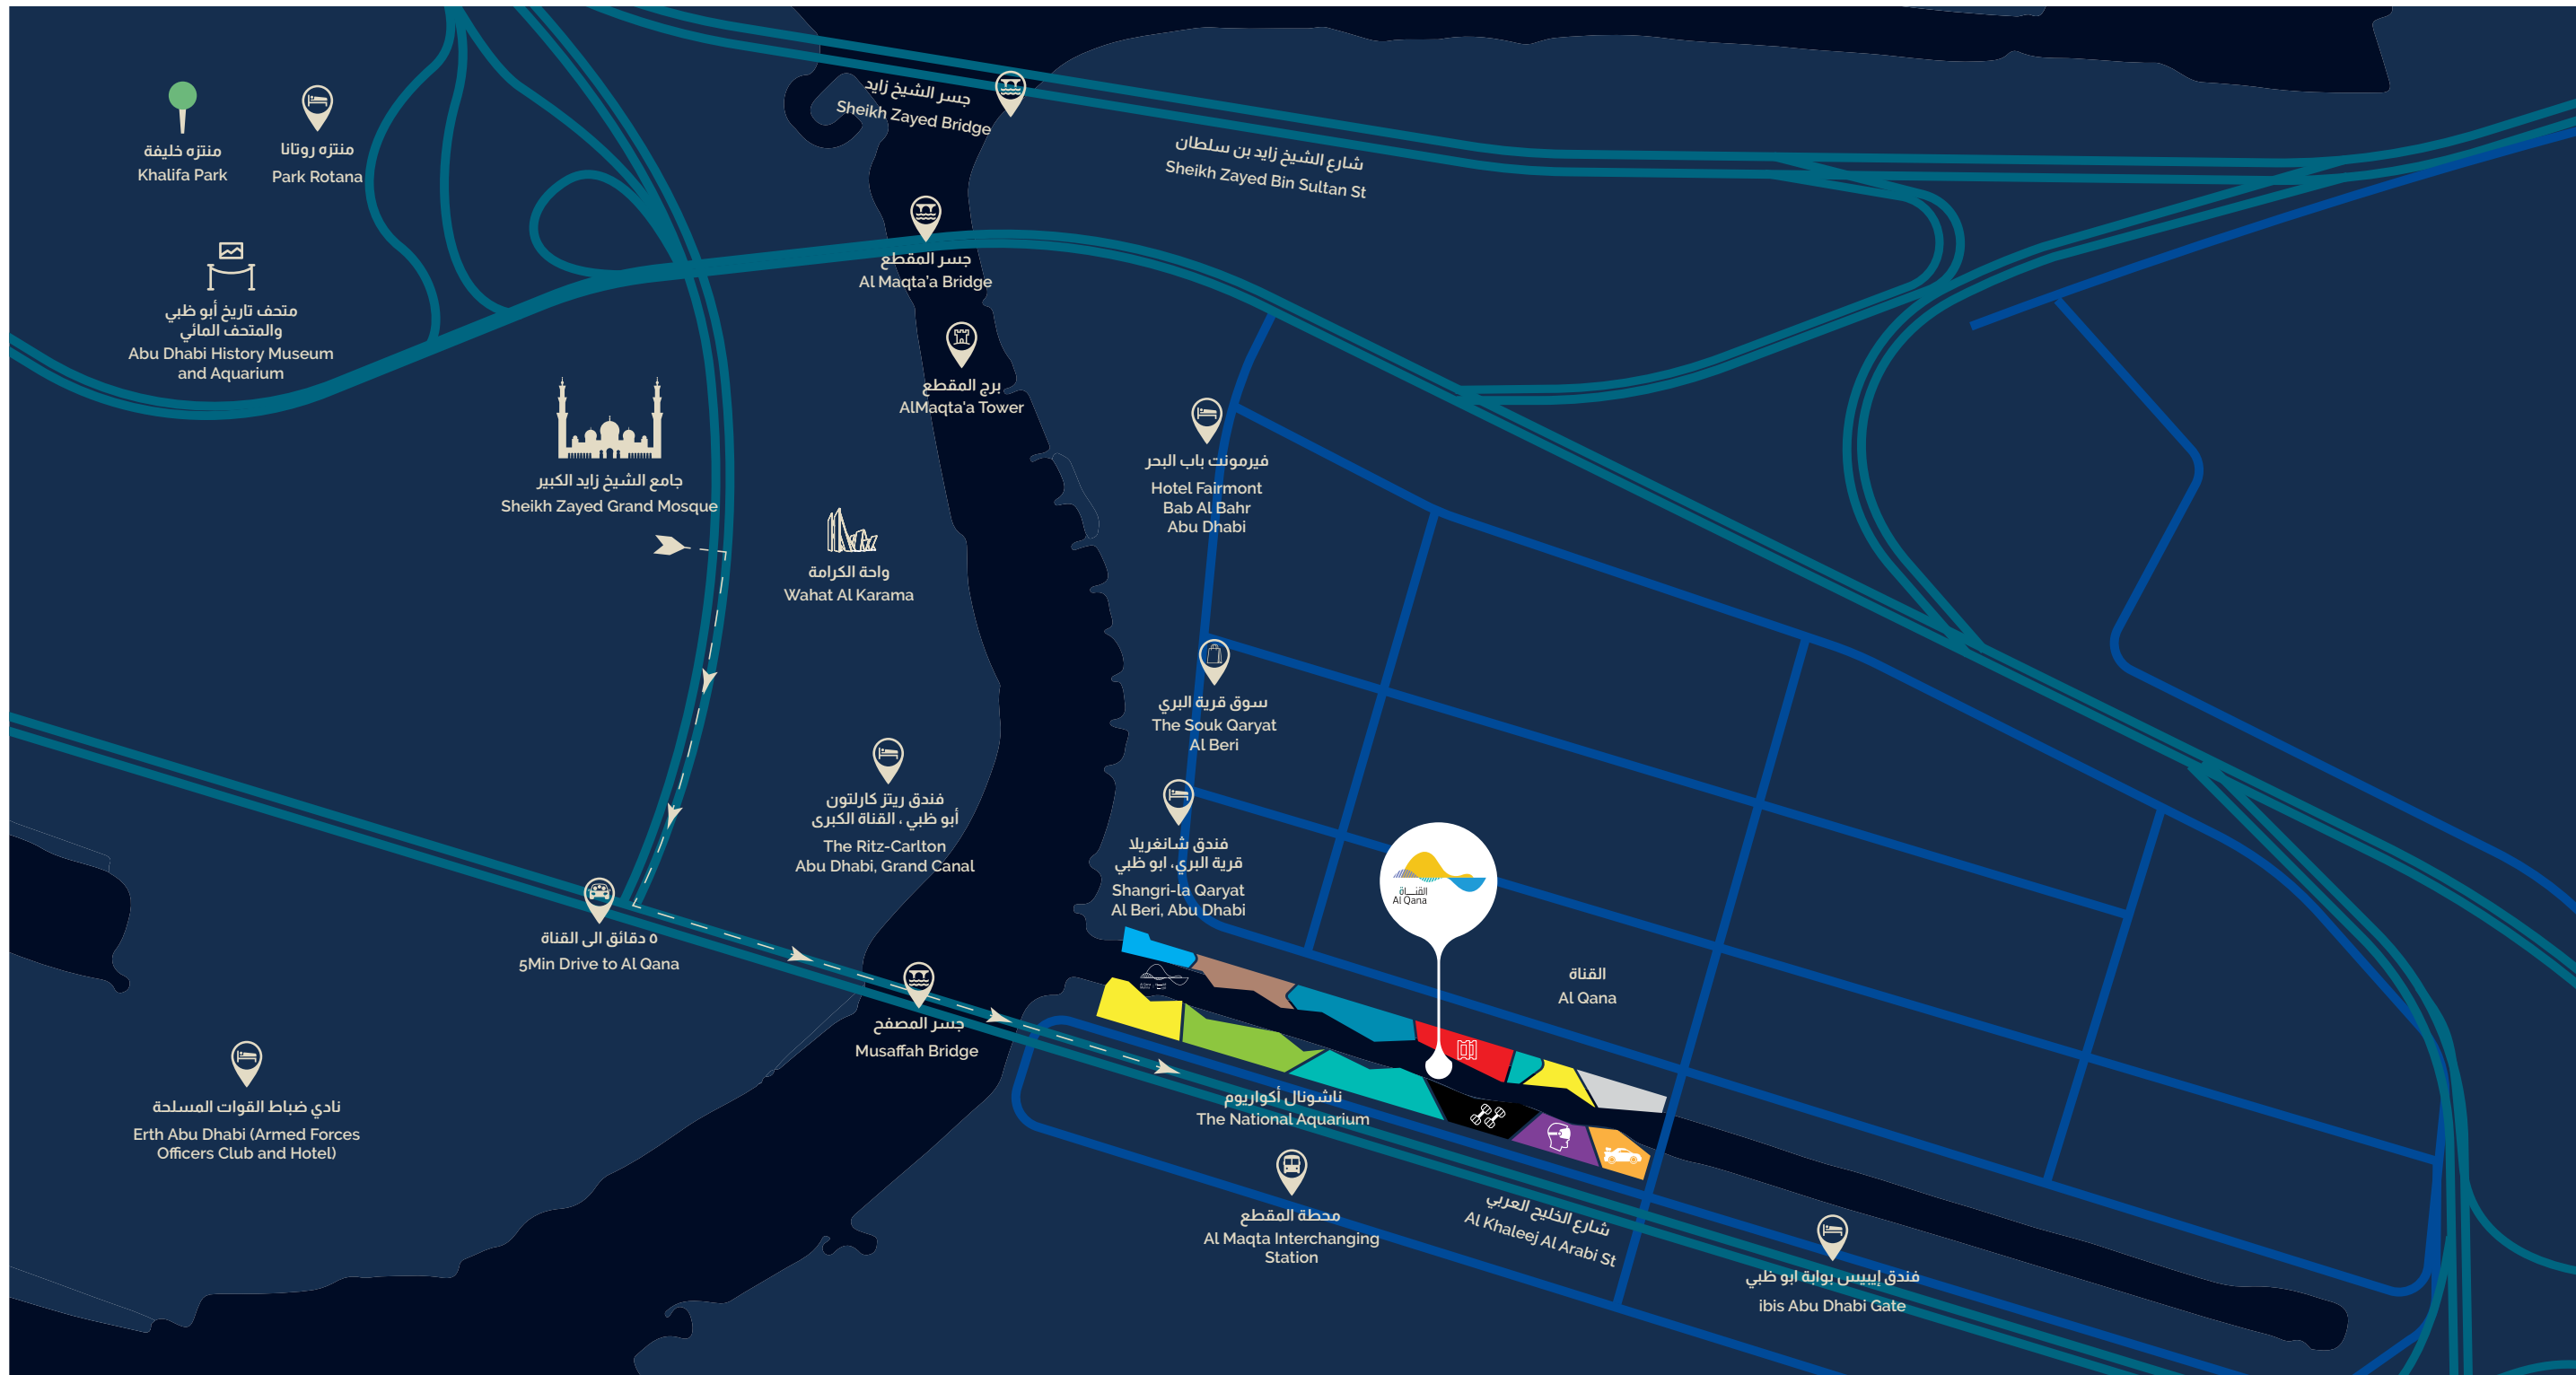 منتزه خليفة
Khalifa Park
منتزه روتانا
Park Rotana
متحف تاريخ أبو ظبي
والمتحف المائي
Abu Dhabi History Museum
and Aquarium
جسر الشيخ زايد
Sheikh Zayed Bridge
شارع الشيخ زايد بن سلطان
Sheikh Zayed Bin Sultan St
جسر المقطع
Al Maqta'a Bridge
برج المقطع
AlMaqta'a Tower
جامع الشيخ زايد الكبير
Sheikh Zayed Grand Mosque
واحة الكرامة
Wahat Al Karama
فيرمونت باب البحر
Hotel Fairmont
Bab Al Bahr
Abu Dhabi
سوق قرية البري
The Souk Qaryat
Al Beri
فندق ريتز كارلتون
أبو ظبي ، القناة الكبرى
The Ritz-Carlton
Abu Dhabi, Grand Canal
فندق شانغريلا
قرية البري، ابو ظبي
Shangri-la Qaryat
Al Beri, Abu Dhabi
القنــاة
Al Qana
٥ دقائق الى القناة
5Min Drive to Al Qana
جسر المصفح
Musaffah Bridge
القناة
Al Qana
نادي ضباط القوات المسلحة
Erth Abu Dhabi (Armed Forces
Officers Club and Hotel)
ناشونال أكواريوم
The National Aquarium
محطة المقطع
Al Maqta Interchanging
Station
شارع الخليج العربي
Al Khaleej Al Arabi St
فندق إيبيس بوابة ابو ظبي
ibis Abu Dhabi Gate